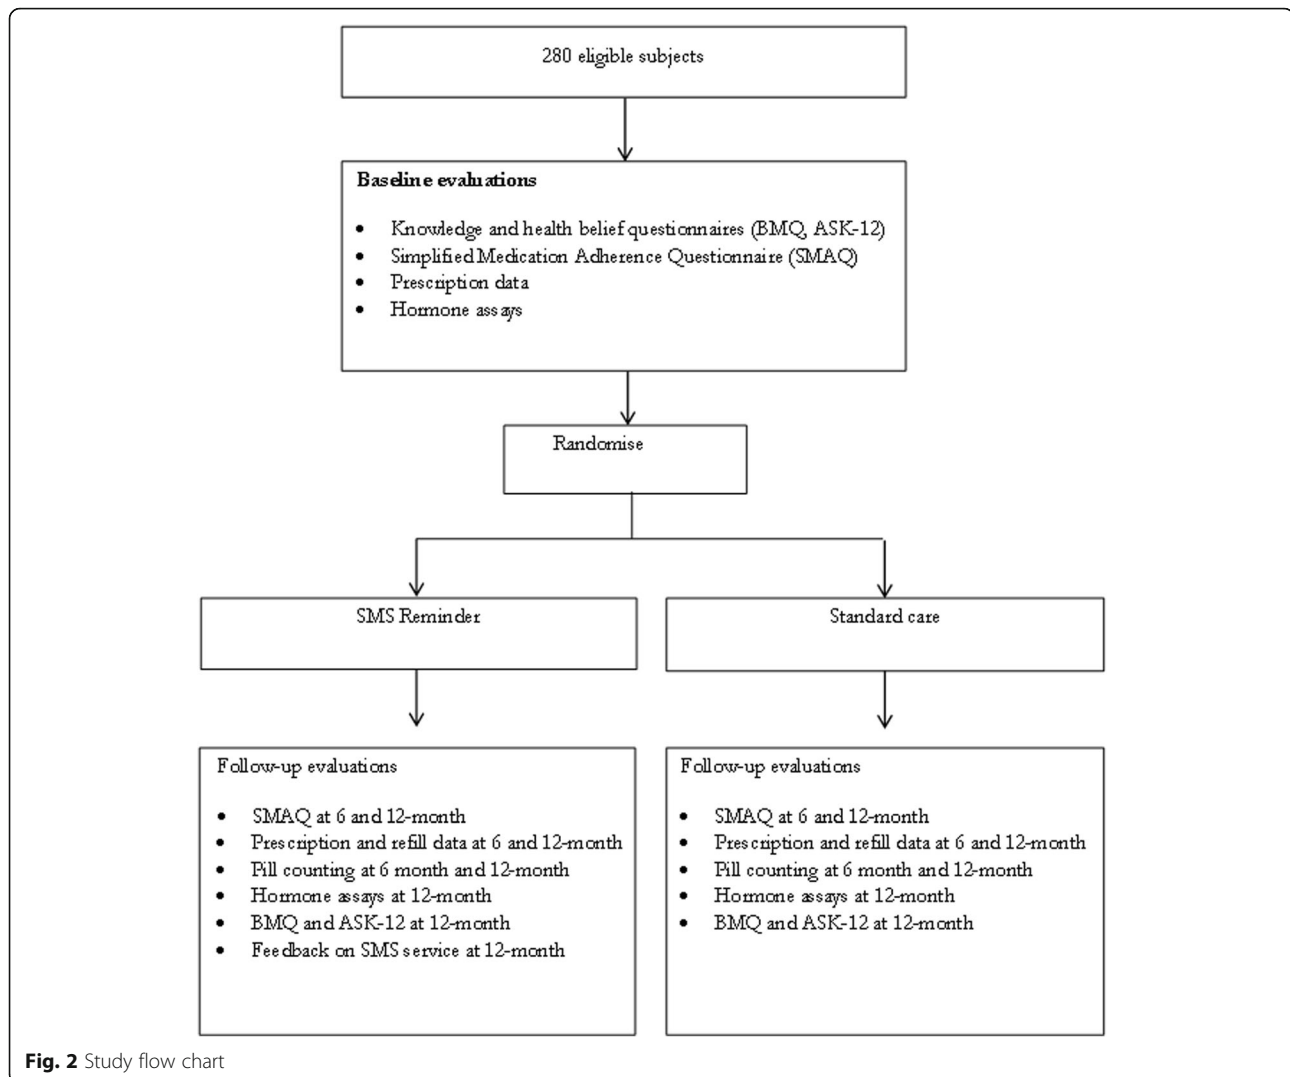 280 eligible subjects
Baseline evaluations
• Knowledge and health belief questionnaires (BMQ, ASK-12)
• Simplified Medication Adherence Questionnaire (SMAQ)
• Prescription data
• Hormone assays
Randomise
SMS Reminder
Standard care
Follow-up evaluations
• SMAQ at 6 and 12-month
• Prescription and refill data at 6 and 12-month
• Pill counting at 6 month and 12-month
• Hormone assays at 12-month
• BMQ and ASK-12 at 12-month
• Feedback on SMS service at 12-month
Follow-up evaluations
• SMAQ at 6 and 12-month
• Prescription and refill data at 6 and 12-month
• Pill counting at 6 month and 12-month
• Hormone assays at 12-month
• BMQ and ASK-12 at 12-month
Fig. 2 Study flow chart